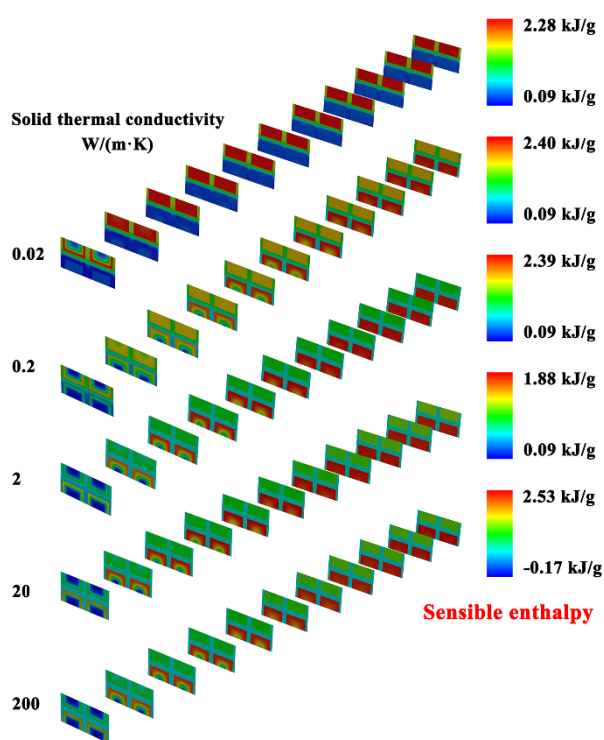 2.28 kJ/g
0.09 kJ/g
Solid thermal conductivity
W/(m·K)
2.40 kJ/g
0.09 kJ/g
0.02
2.39 kJ/g
0.09 kJ/g
0.2
1.88 kJ/g
0.09 kJ/g
2
2.53 kJ/g
-0.17 kJ/g
20
Sensible enthalpy
200